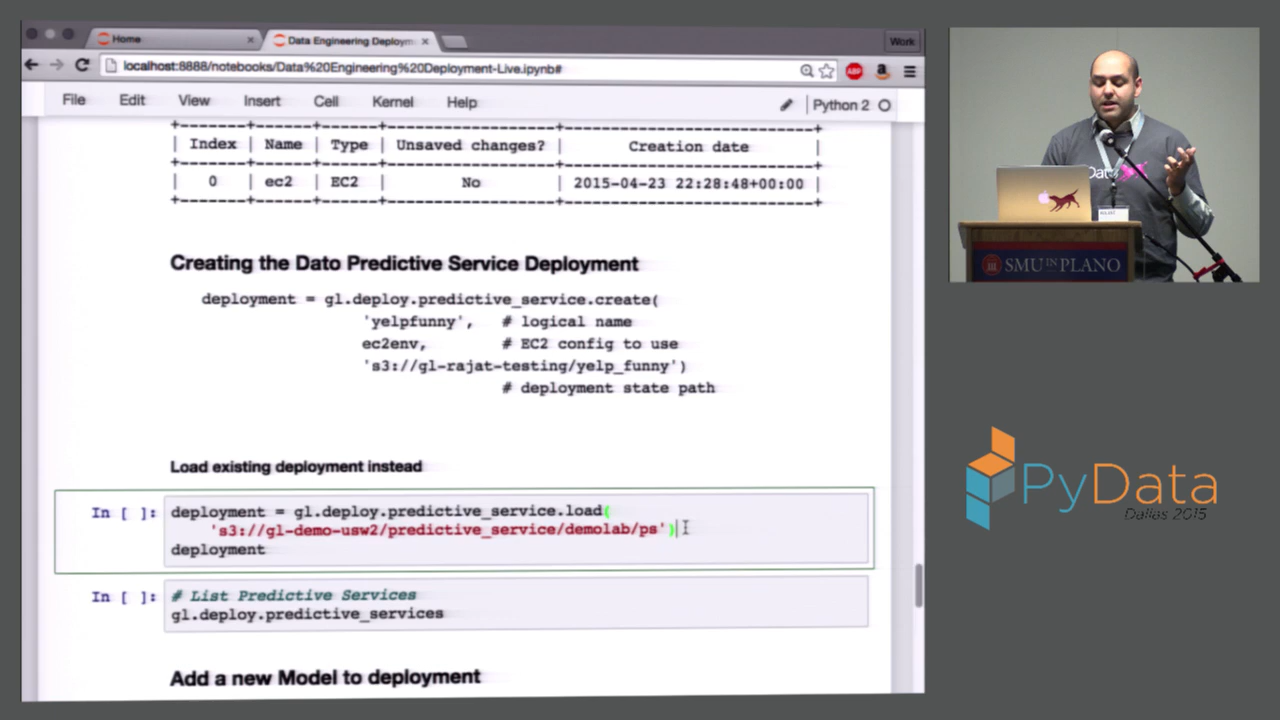 Home
Data Engineering Deploym
Work
localhost:8888/notebooks/Data%20Engineering%20Deployment-Live.ipynb#
ABP
a
File Edit View Insert Cell Kernel Help
Python 2
| Index | Name | Type | Unsaved changes? | Creation date |
| 0 | ec2 | EC2 | No | 2015-04-23 22:28:48+00:00 |
Creating the Dato Predictive Service Deployment
deployment = gl.deploy.predictive_service.create(
'yelpfunny', # logical name
ec2env, # EC2 config to use
's3://gl-rajat-testing/yelp_funny')
# deployment state path
Load existing deployment instead
In [ ]: deployment = gl.deploy.predictive_service.load(
's3://gl-demo-usw2/predictive_service/demolab/ps')
deployment
In [ ]: # List Predictive Services
gl.deploy.predictive_services
Add a new Model to deployment
Dat
SMU IN PLANO
PyData
Dallas 2015